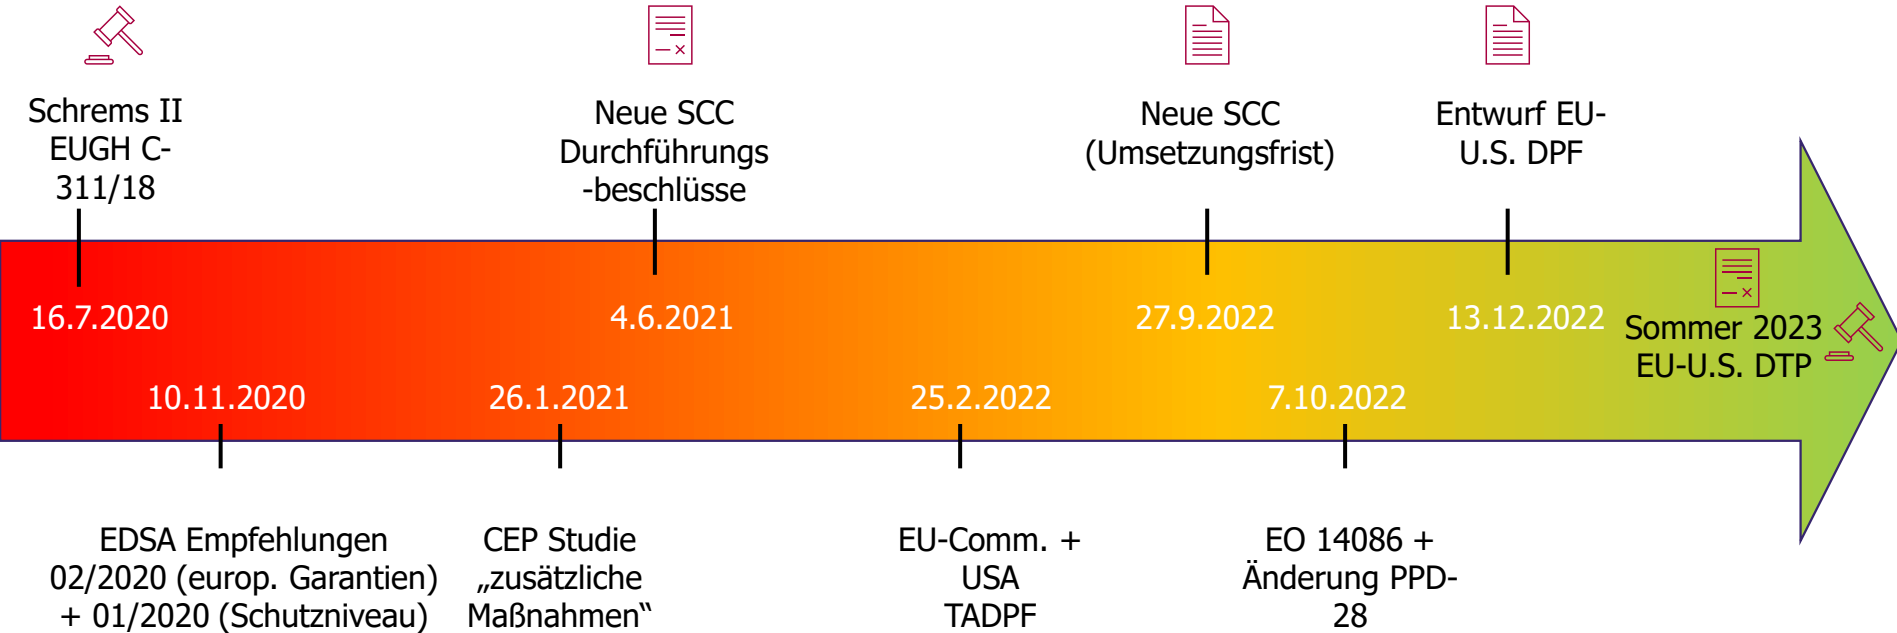 Schrems II
EUGH C-
311/18
Neue SCC
Durchführungs
-beschlüsse
Neue SCC
(Umsetzungsfrist)
Entwurf EU-
U.S. DPF
16.7.2020
4.6.2021
27.9.2022
13.12.2022
Sommer 2023
EU-U.S. DTP
10.11.2020
26.1.2021
25.2.2022
7.10.2022
EDSA Empfehlungen
02/2020 (europ. Garantien)
+ 01/2020 (Schutzniveau)
CEP Studie
„zusätzliche
Maßnahmen“
EU-Comm. +
USA
TADPF
EO 14086 +
Änderung PPD-
28